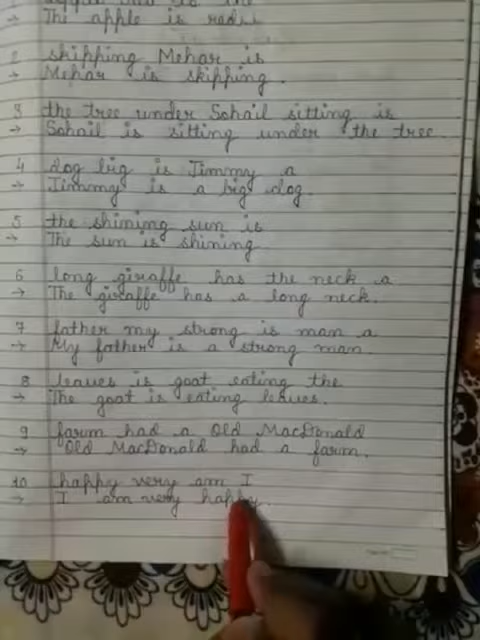 → The apple is red
2 skipping Mehar is
→ Mehar is skipping.
3 the tree under Sohail sitting is
→ Sohail is sitting under the tree.
4 dog big is Jimmy a
→ Jimmy is a big dog.
5 the shining sun is
→ The sun is shining
6 long giraffe has the neck a
→ The giraffe has a long neck.
7 father my strong is man a
→ My father is a strong man
8 leaves is goat eating the
→ The goat is eating leaves.
9 farm had a Old MacDonald
→ Old MacDonald had a farm.
10 happy very am I
→ I am very happy.